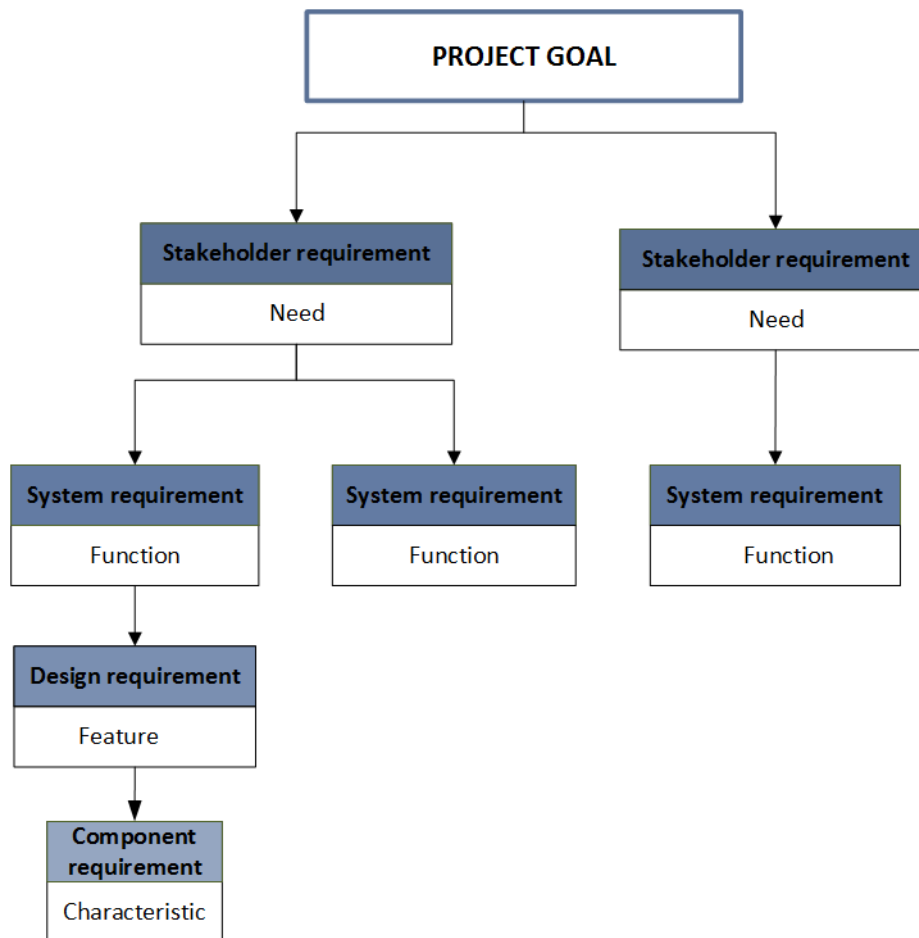 PROJECT GOAL
Stakeholder requirement
Need
Stakeholder requirement
Need
System requirement
Function
System requirement
Function
System requirement
Function
Design requirement
Feature
Component
requirement
Characteristic